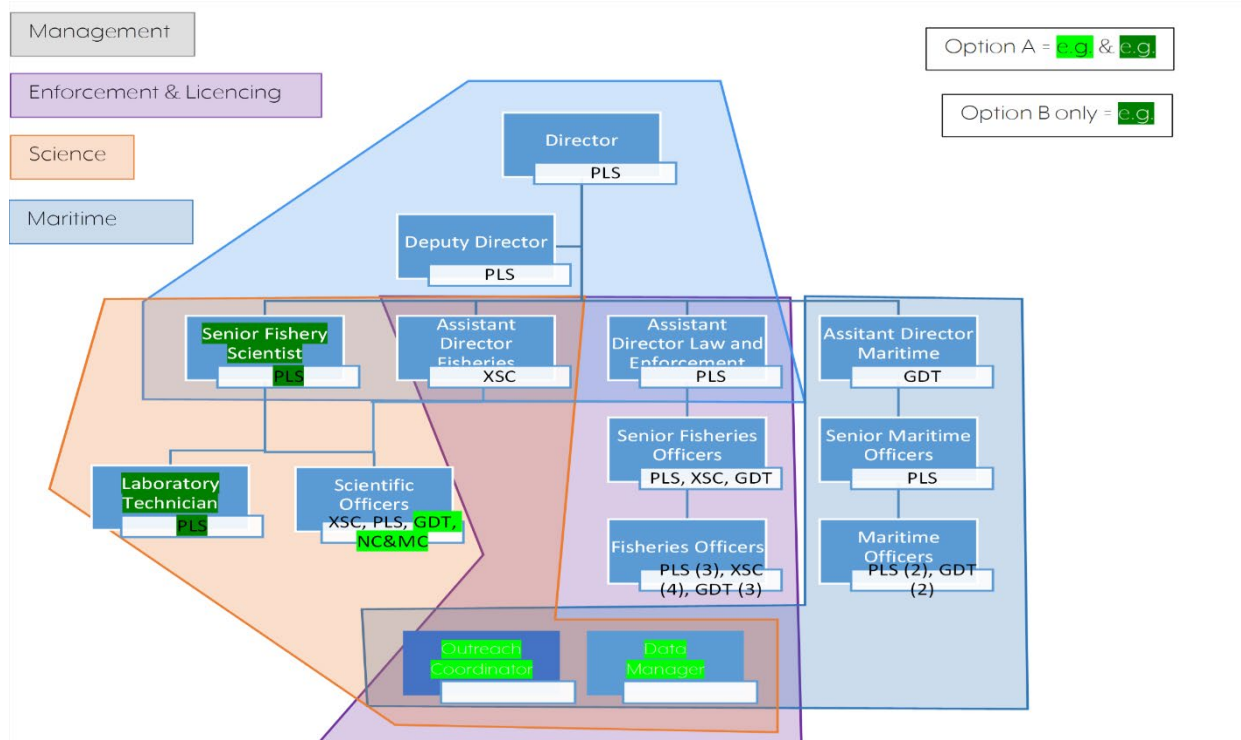 Management
Enforcement & Licencing
Science
Maritime
Option A = e.g. & e.g.
Option B only = e.g.
Director
PLS
Deputy Director
PLS
Senior Fishery
Scientist
PLS
Assistant
Director
Fisheries
XSC
Assistant
Director Law and
Enforcement
PLS
Assitant Director
Maritime
GDT
Senior Fisheries
Officers
PLS, XSC, GDT
Senior Maritime
Officers
PLS
Laboratory
Technician
PLS
Scientific
Officers
XSC, PLS, GDT,
NC&MC
Fisheries Officers
PLS (3), XSC
(4), GDT (3)
Maritime
Officers
PLS (2), GDT
(2)
Outreach
Coordinator
Data
Manager